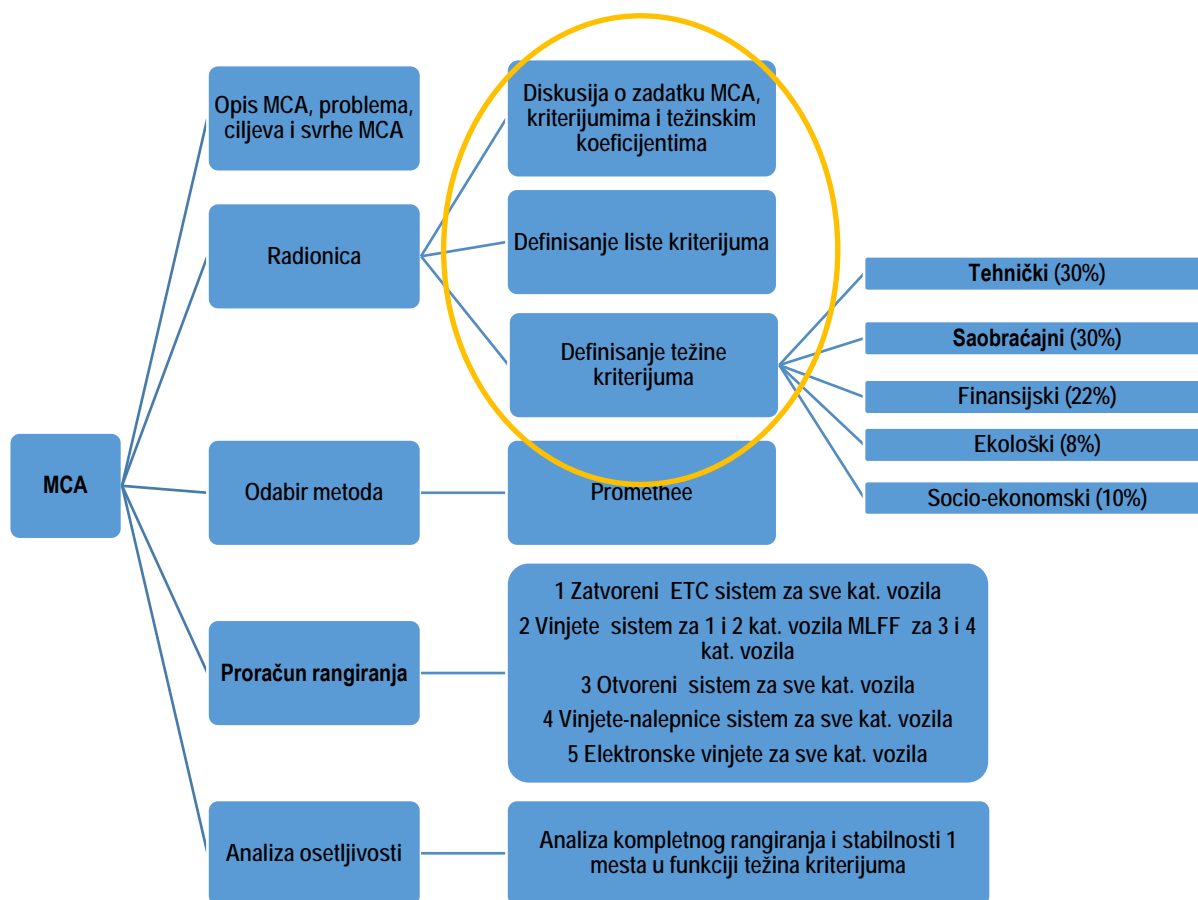 Opis MCA, problema,
ciljeva i svrhe MCA
Diskusija o zadatku MCA,
kriterijumima i težinskim
koeficijentima
Radionica
Definisanje liste kriterijuma
Definisanje težine
kriterijuma
Tehnički (30%)
Saobraćajni (30%)
Finansijski (22%)
Ekološki (8%)
Socio-ekonomski (10%)
MCA
Odabir metoda
Promethee
Proračun rangiranja
1 Zatvoreni ETC sistem za sve kat. vozila
2 Vinjete sistem za 1 i 2 kat. vozila MLFF za 3 i 4
kat. vozila
3 Otvoreni sistem za sve kat. vozila
4 Vinjete-nalepnice sistem za sve kat. vozila
5 Elektronske vinjete za sve kat. vozila
Analiza osetljivosti
Analiza kompletnog rangiranja i stabilnosti 1
mesta u funkciji težina kriterijuma